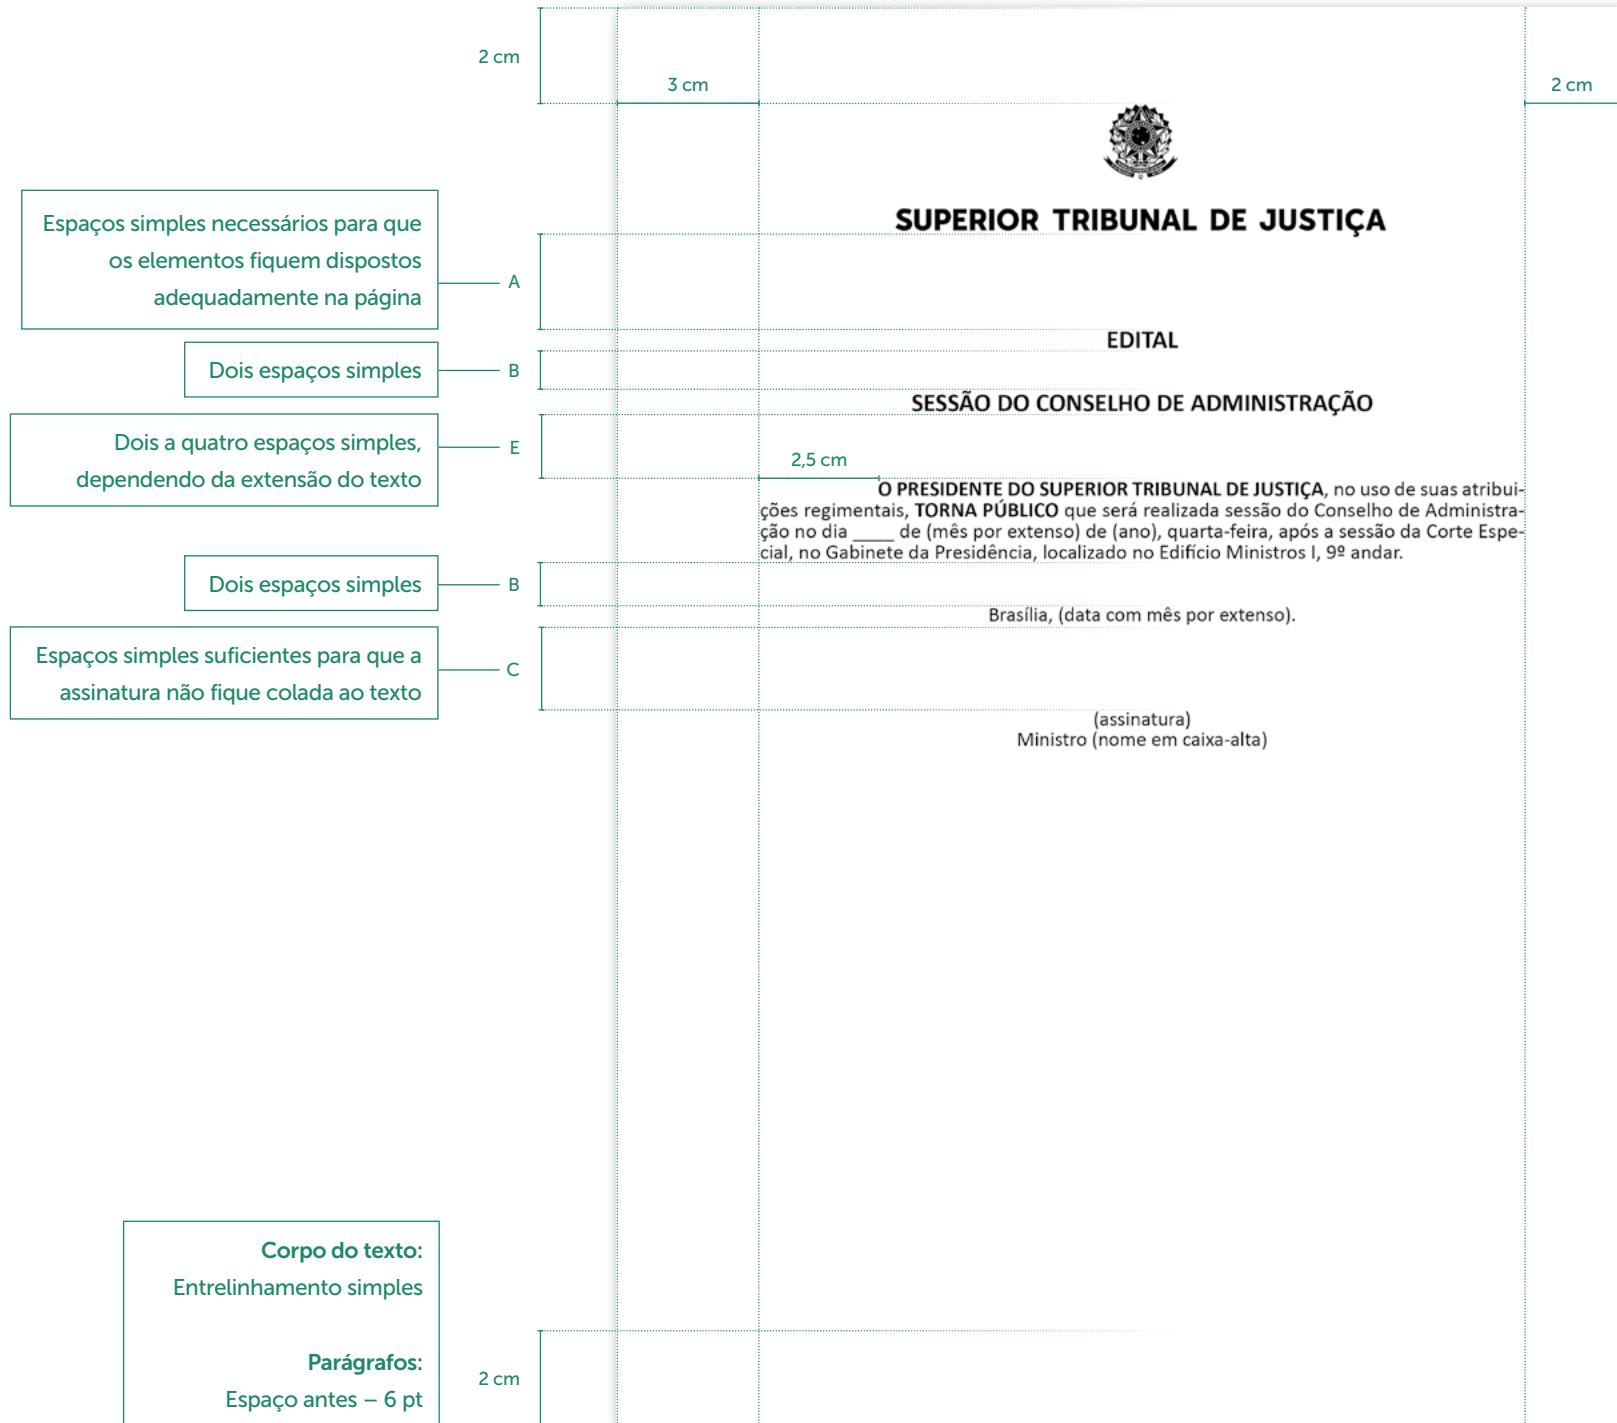 2 cm
3 cm
2 cm
SUPERIOR TRIBUNAL DE JUSTIÇA
Espaços simples necessários para que
os elementos fiquem dispostos
adequadamente na página
A
EDITAL
Dois espaços simples
B
SESSÃO DO CONSELHO DE ADMINISTRAÇÃO
Dois a quatro espaços simples,
dependendo da extensão do texto
E
2,5 cm
O PRESIDENTE DO SUPERIOR TRIBUNAL DE JUSTIÇA, no uso de suas atribui-
ções regimentais, TORNA PÚBLICO que será realizada sessão do Conselho de Administra-
ção no dia ____ de (mês por extenso) de (ano), quarta-feira, após a sessão da Corte Espe-
cial, no Gabinete da Presidência, localizado no Edifício Ministros I, 9º andar.
Dois espaços simples
B
Brasília, (data com mês por extenso).
Espaços simples suficientes para que a
assinatura não fique colada ao texto
C
(assinatura)
Ministro (nome em caixa-alta)
Corpo do texto:
Entrelinhamento simples
Parágrafos:
Espaço antes – 6 pt
2 cm